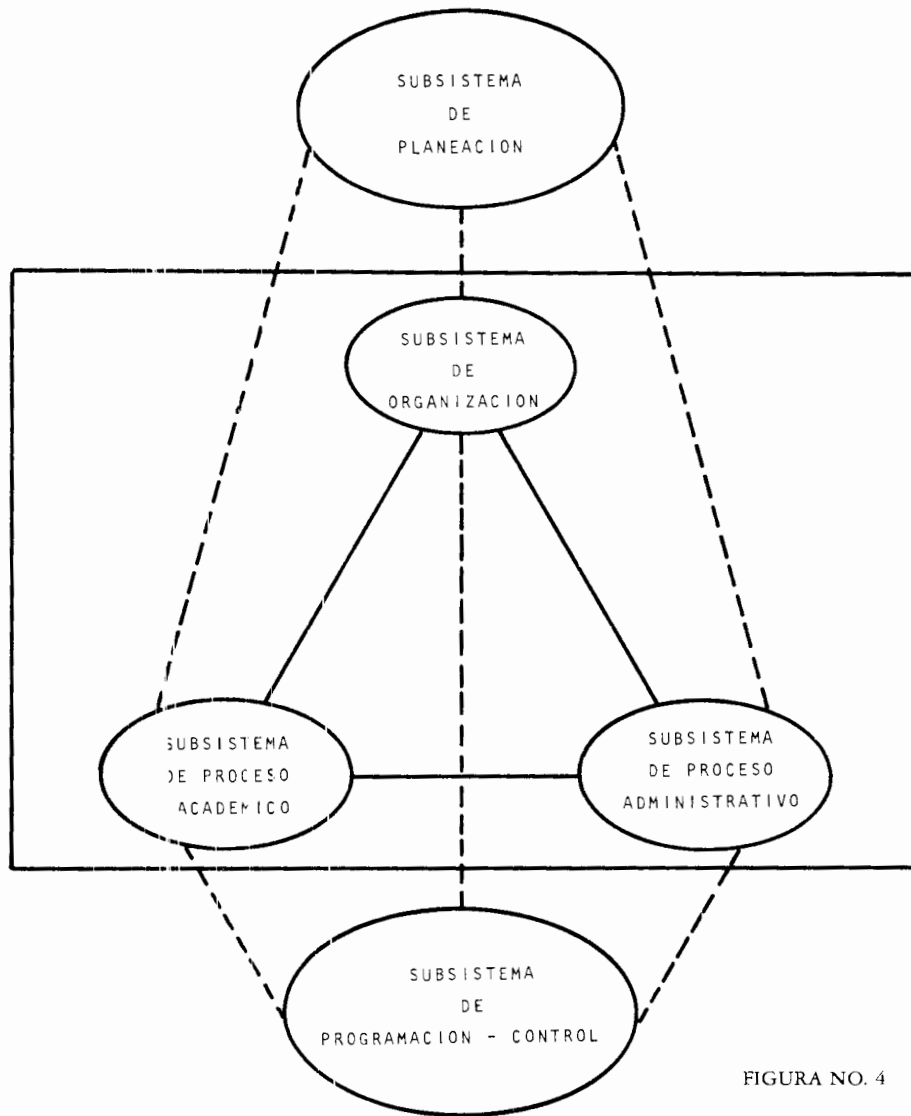 SUBSISTEMA
DE
PLANEACION
SUBSISTEMA
DE
ORGANIZACION
SUBSISTEMA
DE PROCESO
ACADEMICO
SUBSISTEMA
DE PROCESO
ADMINISTRATIVO
SUBSISTEMA
DE
PROGRAMACION - CONTROL
FIGURA NO. 4